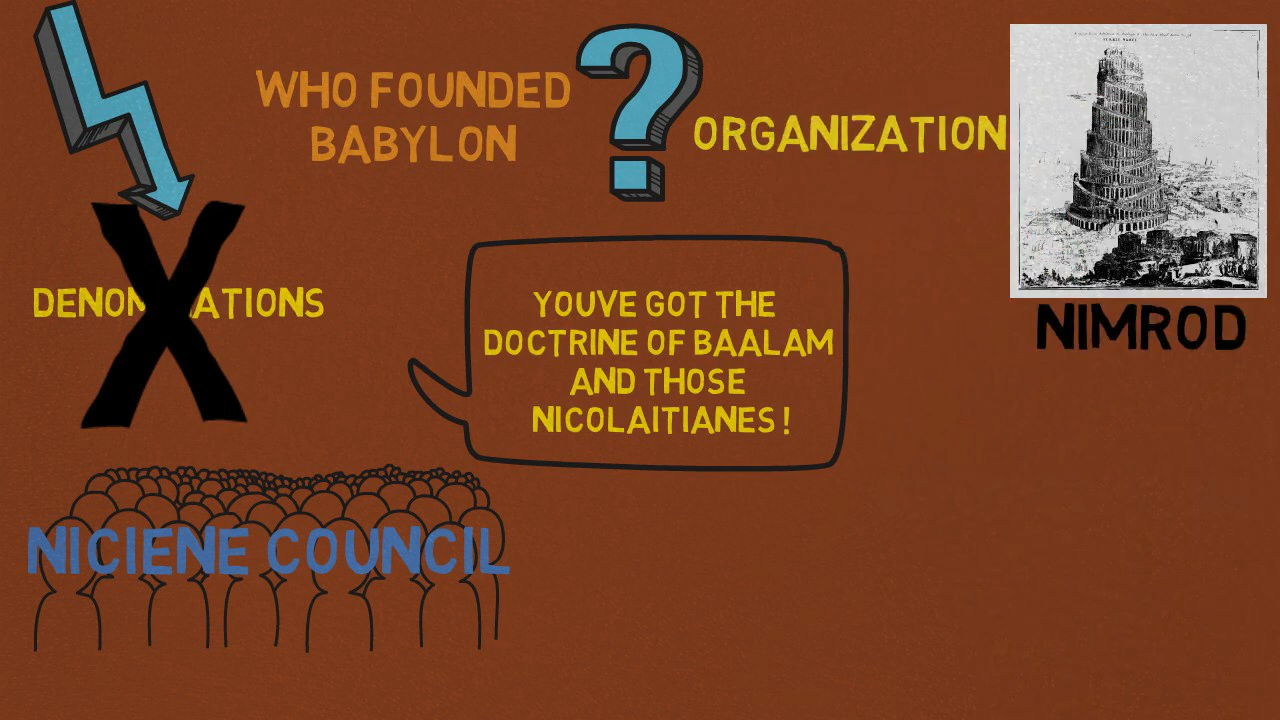 WHO FOUNDED
BABYLON
?
ORGANIZATION
NIMROD
DENOM ATIONS
X
YOUVE GOT THE
DOCTRINE OF BAALAM
AND THOSE
NICOLAITIANES !
NICIENE COUNCIL